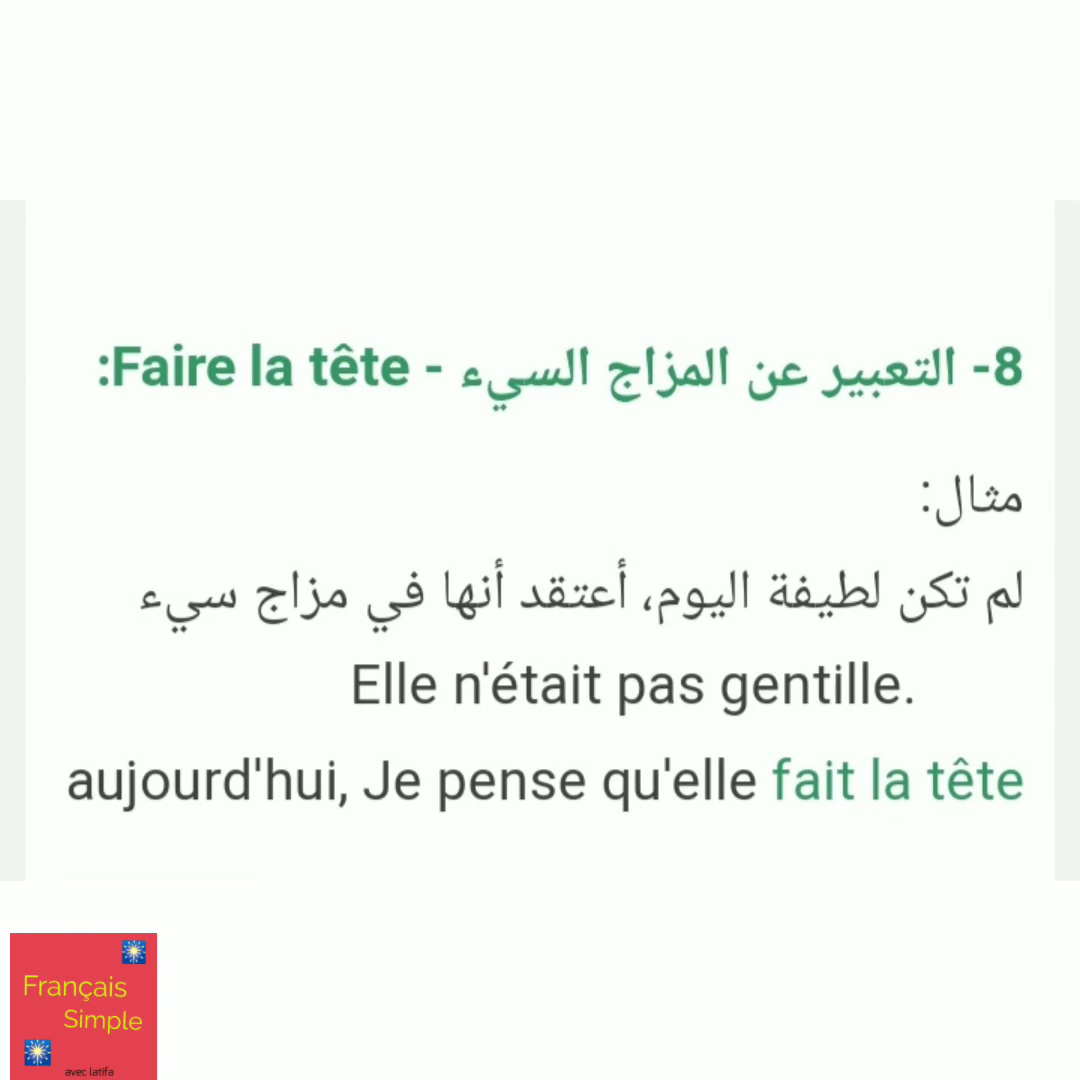 8- التعبير عن المزاج السيء - Faire la tête:
مثال:
لم تكن لطيفة اليوم، أعتقد أنها في مزاج سيء
Elle n'était pas gentille.
aujourd'hui, Je pense qu'elle fait la tête
Français
Simple
avec latifa